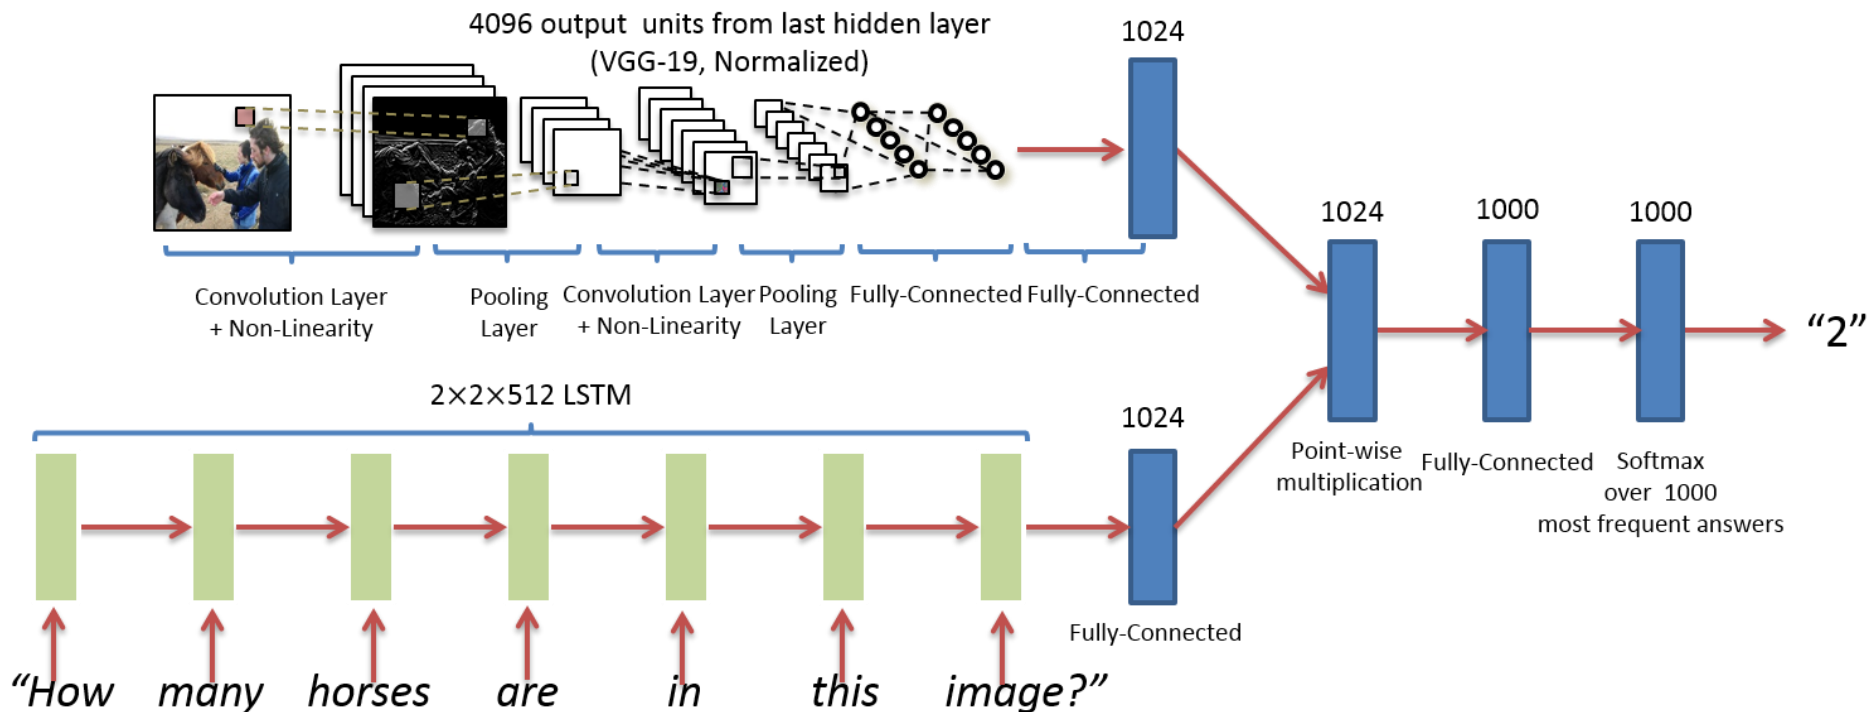 4096 output units from last hidden layer
(VGG-19, Normalized)
1024
Convolution Layer
+ Non-Linearity
Pooling
Layer
Convolution Layer
+ Non-Linearity
Pooling
Layer
Fully-Connected
Fully-Connected
2×2×512 LSTM
1024
Fully-Connected
“How many horses are in this image?”
1024
Point-wise
multiplication
1000
Fully-Connected
1000
Softmax
over 1000
most frequent answers
“2”